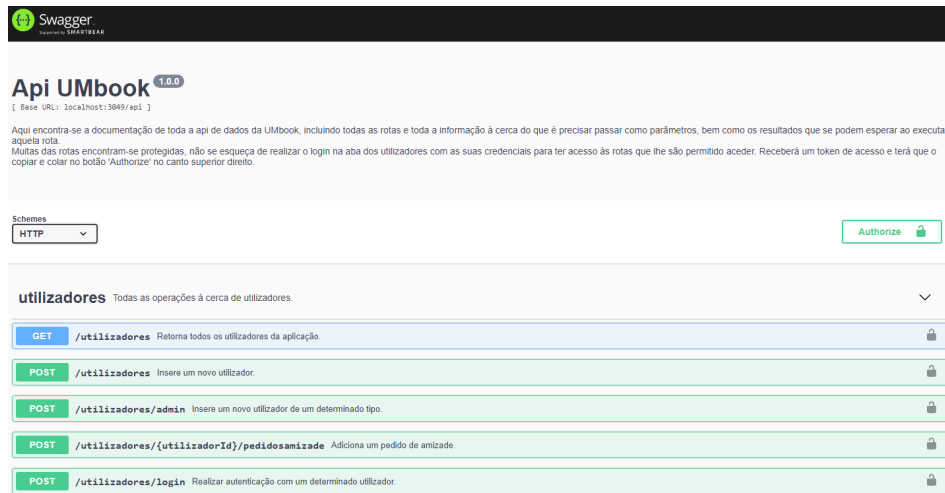 Swagger.
Supported by SMARTBEAR
Api UMbook 1.0.0
[ Base URL: localhost:3049/api ]
Aqui encontra-se a documentação de toda a api de dados da UMbook, incluindo todas as rotas e toda a informação à cerca do que é precisar passar como parâmetros, bem como os resultados que se podem esperar ao executa
aquela rota.
Muitas das rotas encontram-se protegidas, não se esqueça de realizar o login na aba dos utilizadores com as suas credenciais para ter acesso às rotas que lhe são permitido aceder. Receberá um token de acesso e terá que o
copiar e colar no botão 'Authorize' no canto superior direito.
Schemes
HTTP
Authorize
utilizadores Todas as operações à cerca de utilizadores.
GET /utilizadores Retorna todos os utilizadores da aplicação.
POST /utilizadores Insere um novo utilizador.
POST /utilizadores/admin Insere um novo utilizador de um determinado tipo.
POST /utilizadores/{utilizadorId}/pedidosamizade Adiciona um pedido de amizade.
POST /utilizadores/login Realizar autenticação com um determinado utilizador.